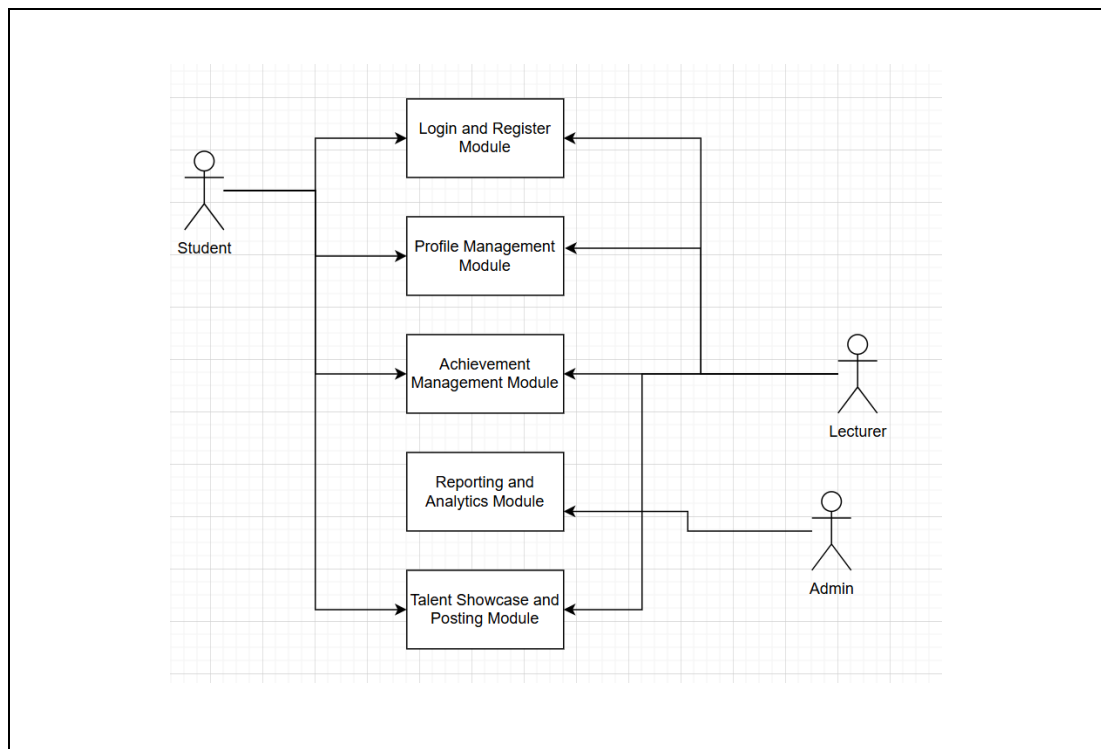 Login and Register
Module
Student
Profile Management
Module
Achievement
Management Module
Lecturer
Reporting and
Analytics Module
Admin
Talent Showcase and
Posting Module